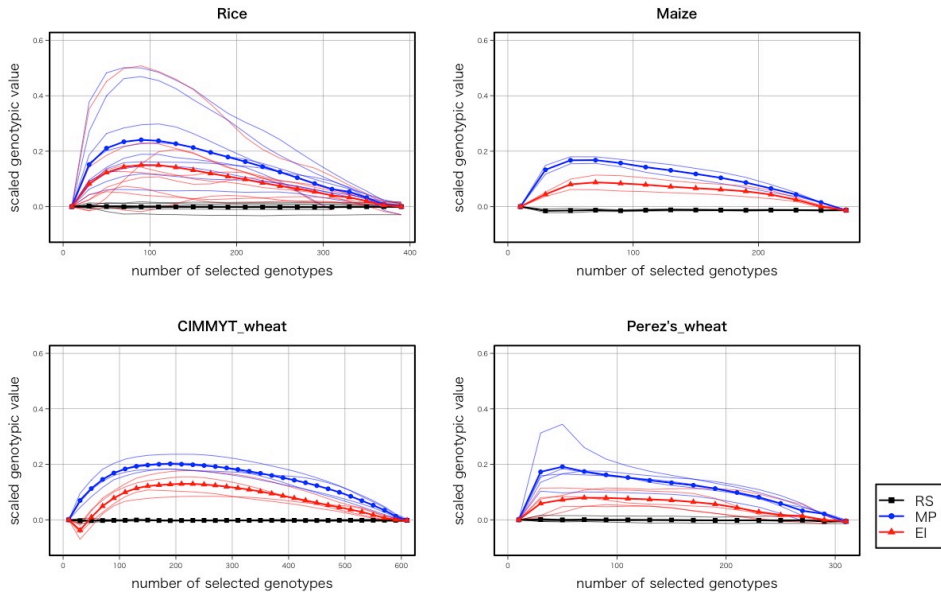 Rice
Maize
scaled genotypic value
0.6
0.4
0.2
0.0
0
100
200
300
400
number of selected genotypes
scaled genotypic value
0.6
0.4
0.2
0.0
0
100
200
number of selected genotypes
CIMMYT_wheat
Perez's_wheat
scaled genotypic value
0.6
0.4
0.2
0.0
0
100
200
300
400
500
600
number of selected genotypes
scaled genotypic value
0.6
0.4
0.2
0.0
0
100
200
300
number of selected genotypes
RS
MP
EI